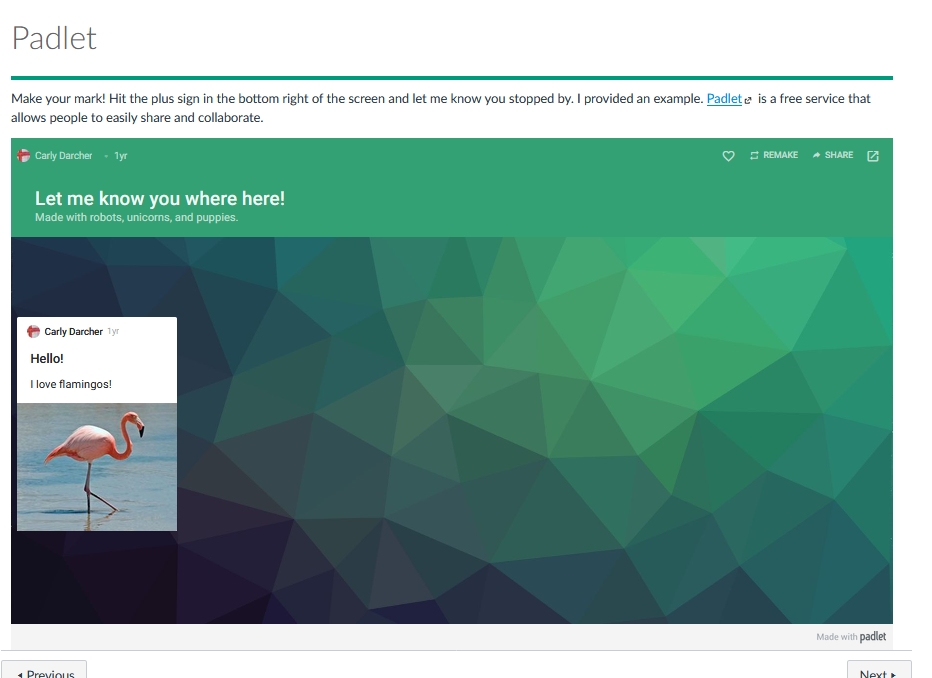 Padlet
Make your mark! Hit the plus sign in the bottom right of the screen and let me know you stopped by. I provided an example. Padlet is a free service that
allows people to easily share and collaborate.
Carly Darcher • 1yr REMAKE SHARE
Let me know you where here!
Made with robots, unicorns, and puppies.
Carly Darcher 1yr
Hello!
I love flamingos!
Made with padlet
Previous Next